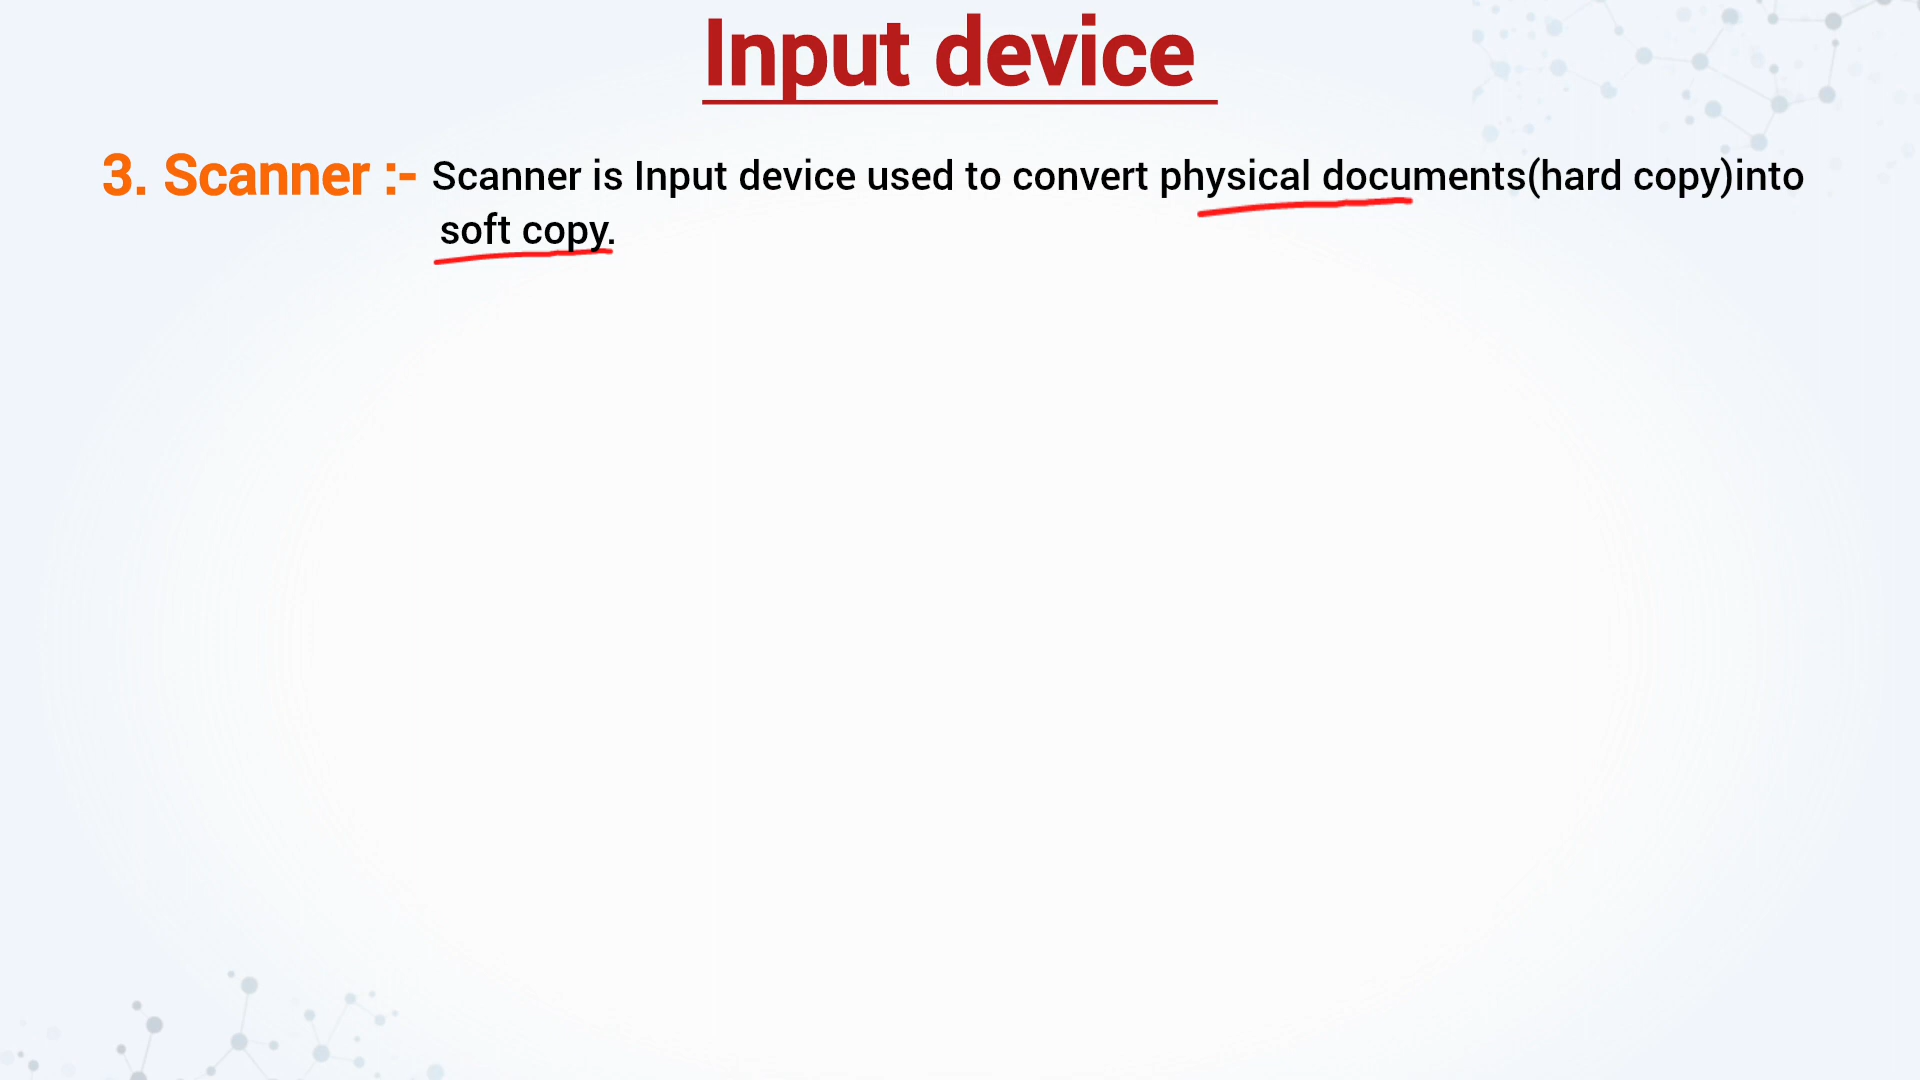 Input device
3. Scanner :- Scanner is Input device used to convert physical documents(hard copy)into
soft copy.